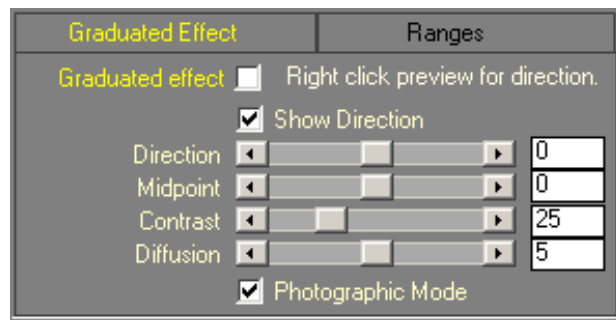 Graduated Effect Ranges
Graduated effect Right click preview for direction.
Show Direction
Direction 0
Midpoint 0
Contrast 25
Diffusion 5
Photographic Mode